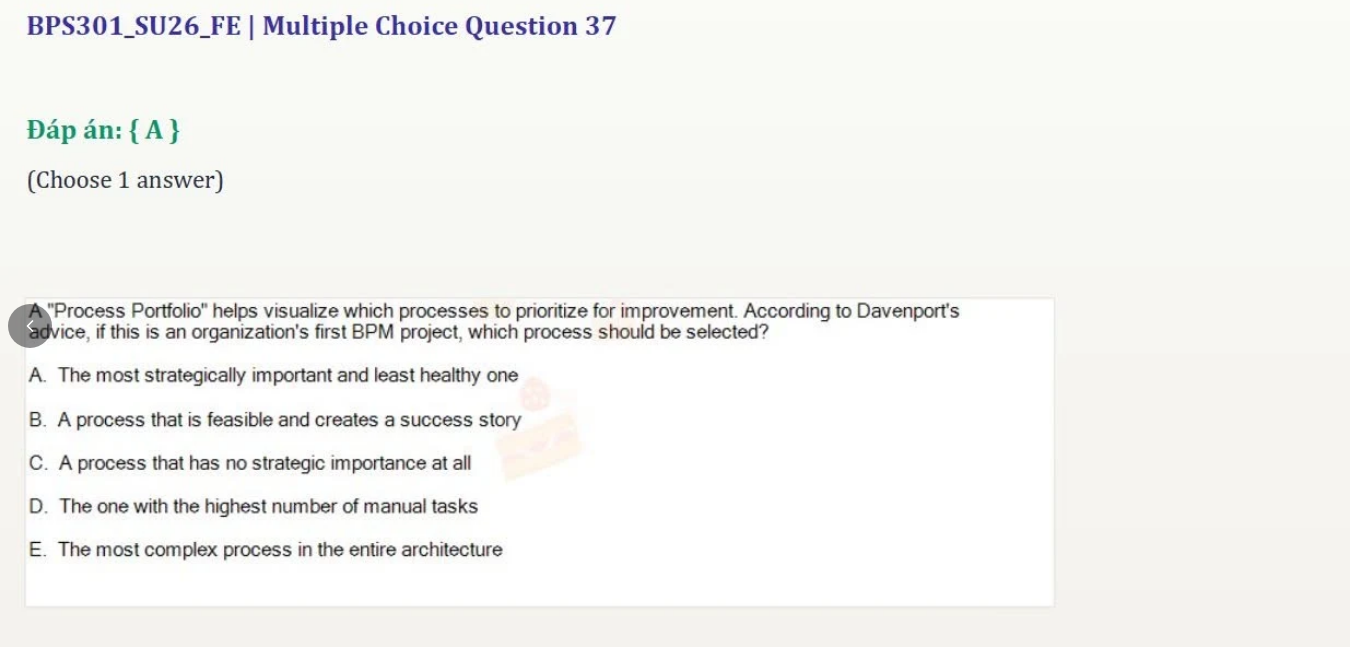 BPS301_SU26_FE | Multiple Choice Question 37
Đáp án: { A }
(Choose 1 answer)
A "Process Portfolio" helps visualize which processes to prioritize for improvement. According to Davenport's
advice, if this is an organization's first BPM project, which process should be selected?
A. The most strategically important and least healthy one
B. A process that is feasible and creates a success story
C. A process that has no strategic importance at all
D. The one with the highest number of manual tasks
E. The most complex process in the entire architecture